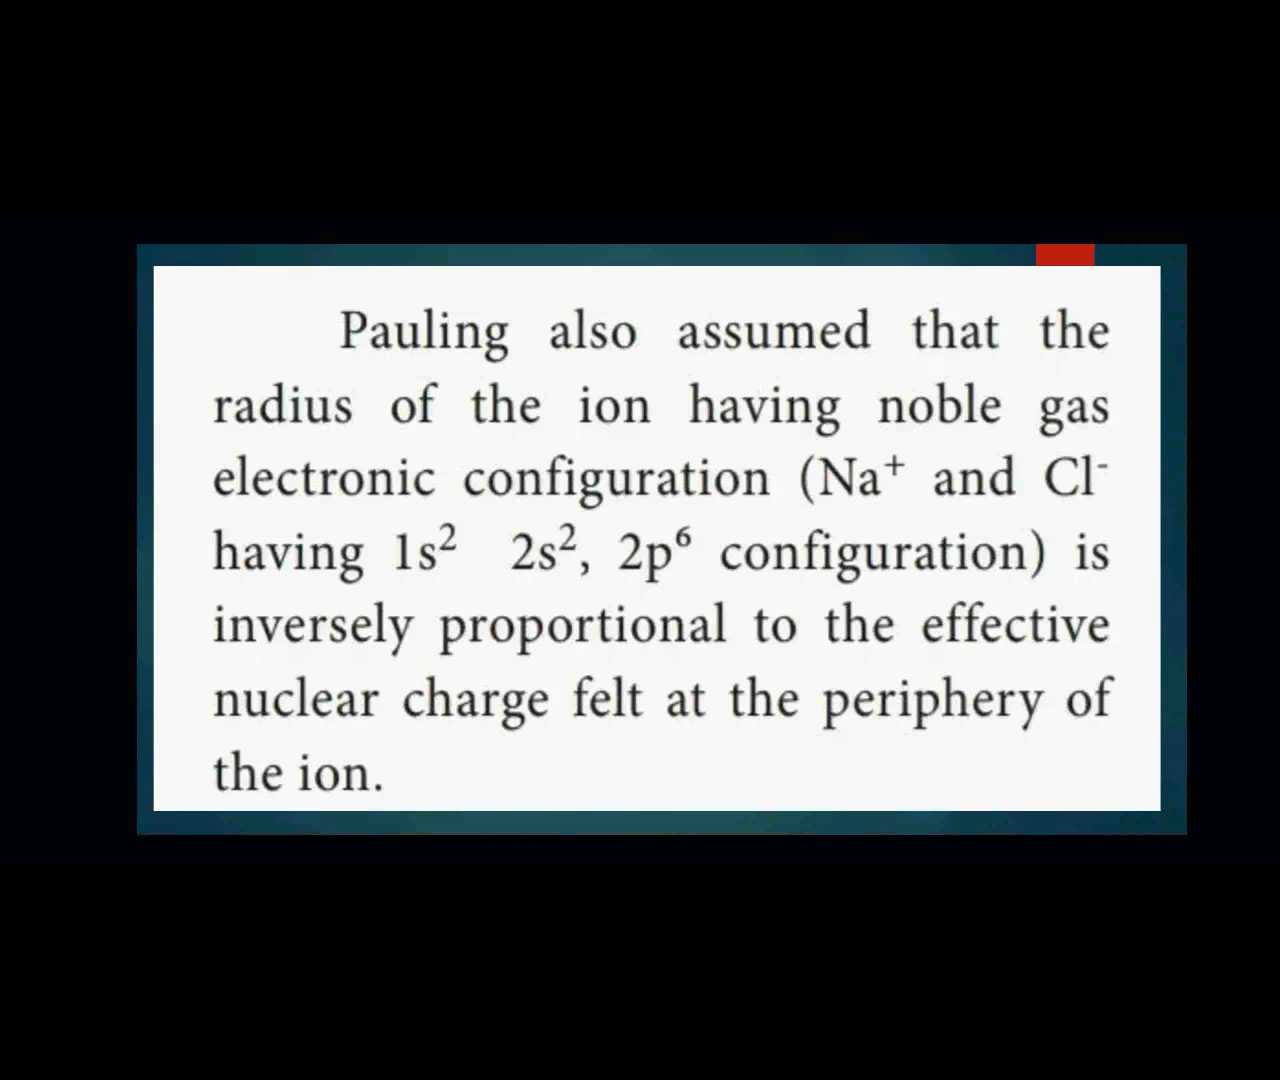 Pauling also assumed that the
radius of the ion having noble gas
electronic configuration (Na⁺ and Cl⁻
having 1s² 2s², 2p⁶ configuration) is
inversely proportional to the effective
nuclear charge felt at the periphery of
the ion.